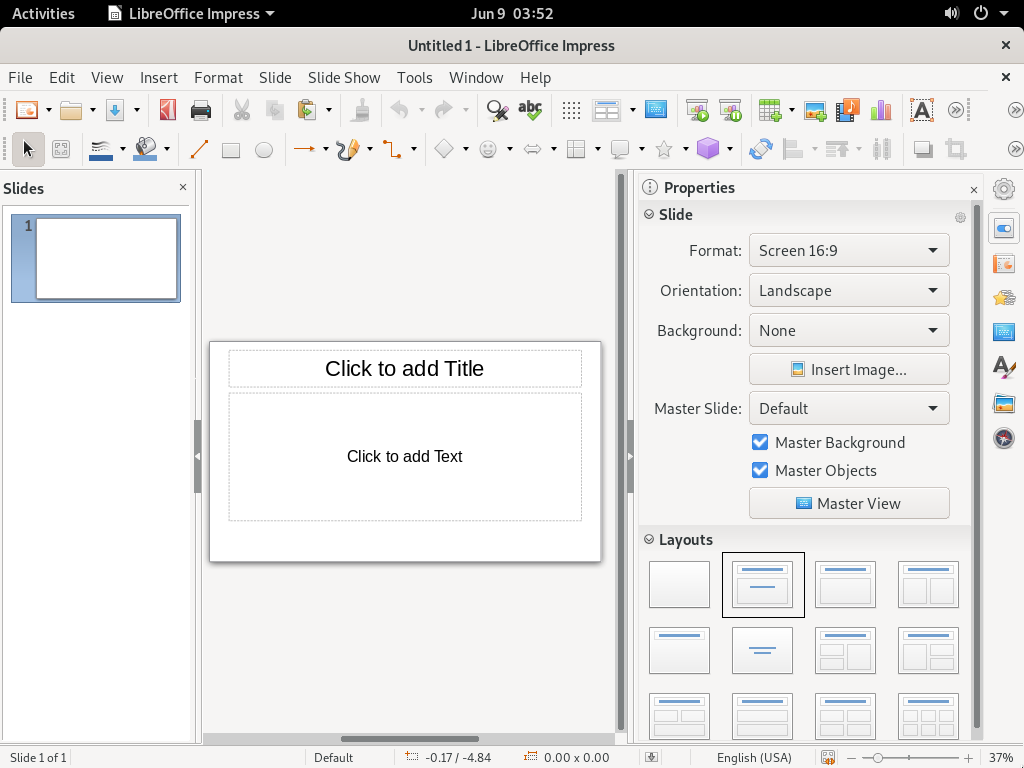 Activities LibreOffice Impress Jun 9 03:52
Untitled 1 - LibreOffice Impress
File Edit View Insert Format Slide Slide Show Tools Window Help
abc
A
Slides
1
Click to add Title
Click to add Text
Properties
Slide
Format: Screen 16:9
Orientation: Landscape
Background: None
Insert Image...
Master Slide: Default
Master Background
Master Objects
Master View
Layouts
Slide 1 of 1 Default -0.17 / -4.84 0.00 x 0.00 English (USA) 37%